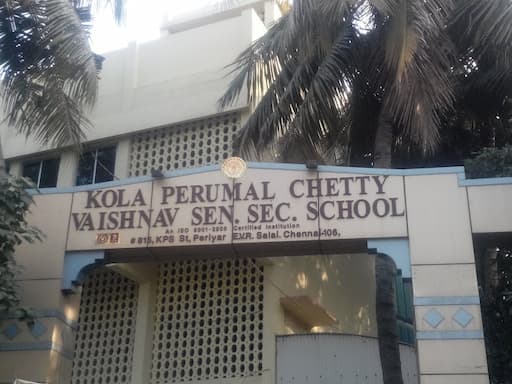 KOLA PERUMAL CHETTY
VAISHNAV SEN. SEC. SCHOOL
An ISO 9001-2008 Certified Institution
# 815, KPS St, Periyar E.V.R. Salai, Chennai-106,